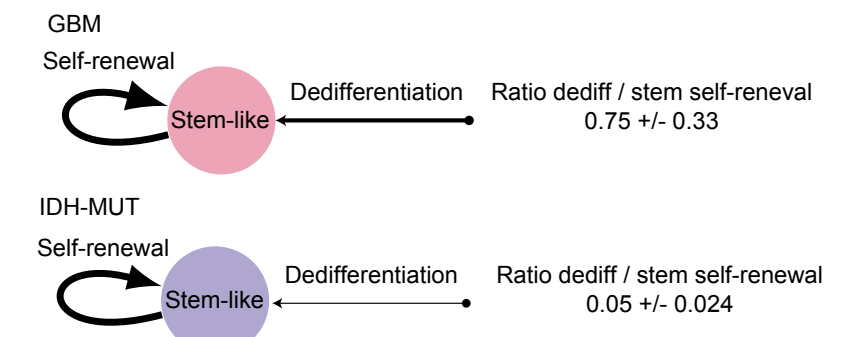 GBM
Self-renewal
Stem-like
Dedifferentiation
Ratio dediff / stem self-reneval
0.75 +/- 0.33
IDH-MUT
Self-renewal
Stem-like
Dedifferentiation
Ratio dediff / stem self-renewal
0.05 +/- 0.024